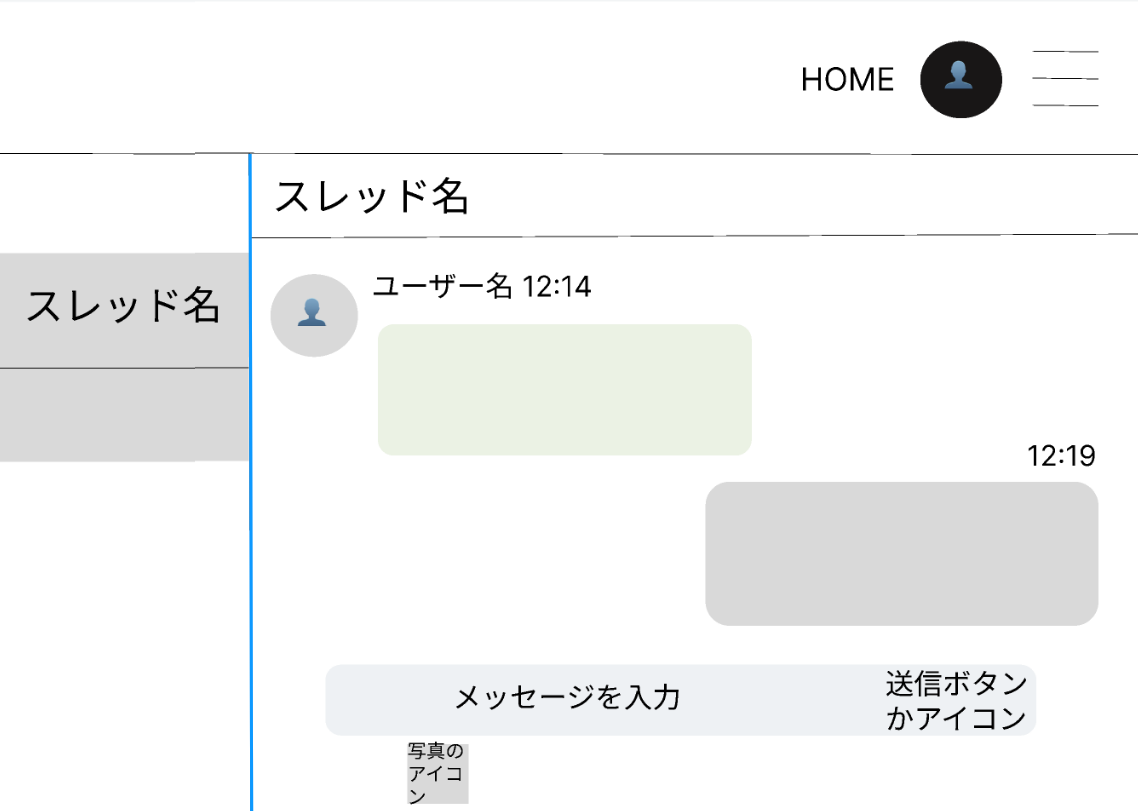 HOME
スレッド名
スレッド名
ユーザー名 12:14
12:19
メッセージを入力
送信ボタン
かアイコン
写真の
アイコ
ン